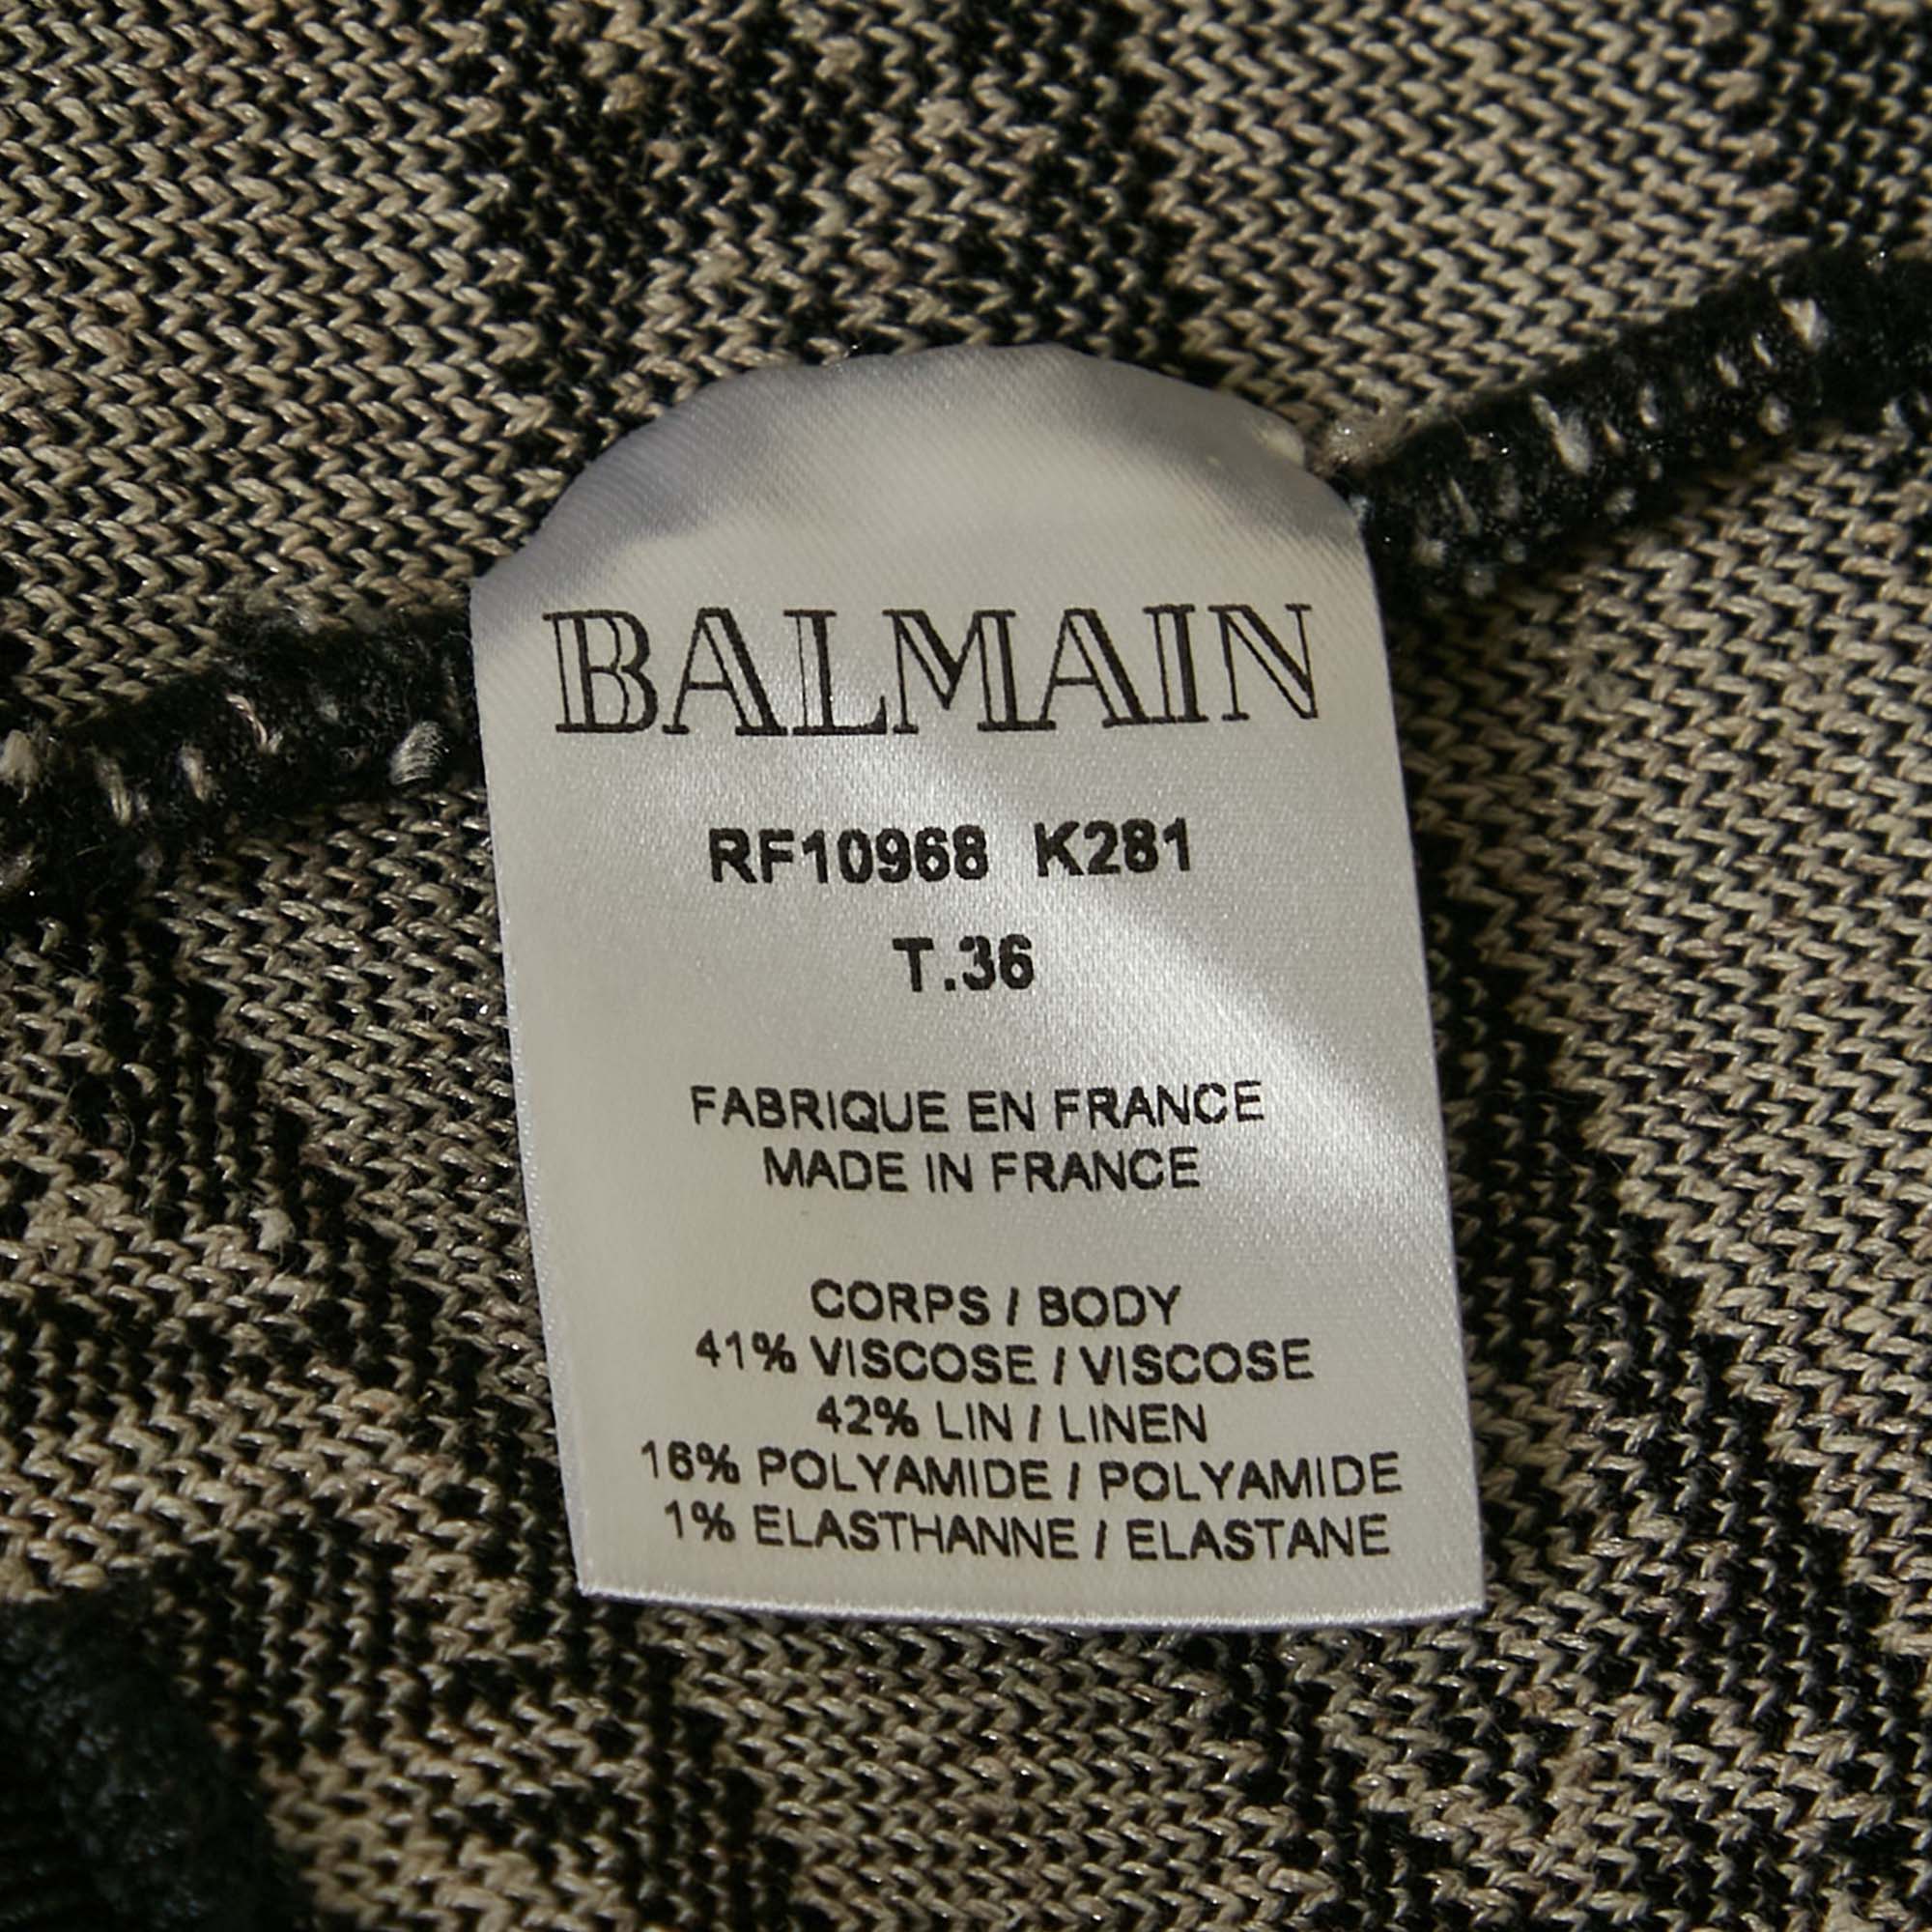 BALMAIN
RF10968 K281
T.36
FABRIQUE EN FRANCE
MADE IN FRANCE
CORPS / BODY
41% VISCOSE / VISCOSE
42% LIN / LINEN
16% POLYAMIDE / POLYAMIDE
1% ELASTHANNE / ELASTANE